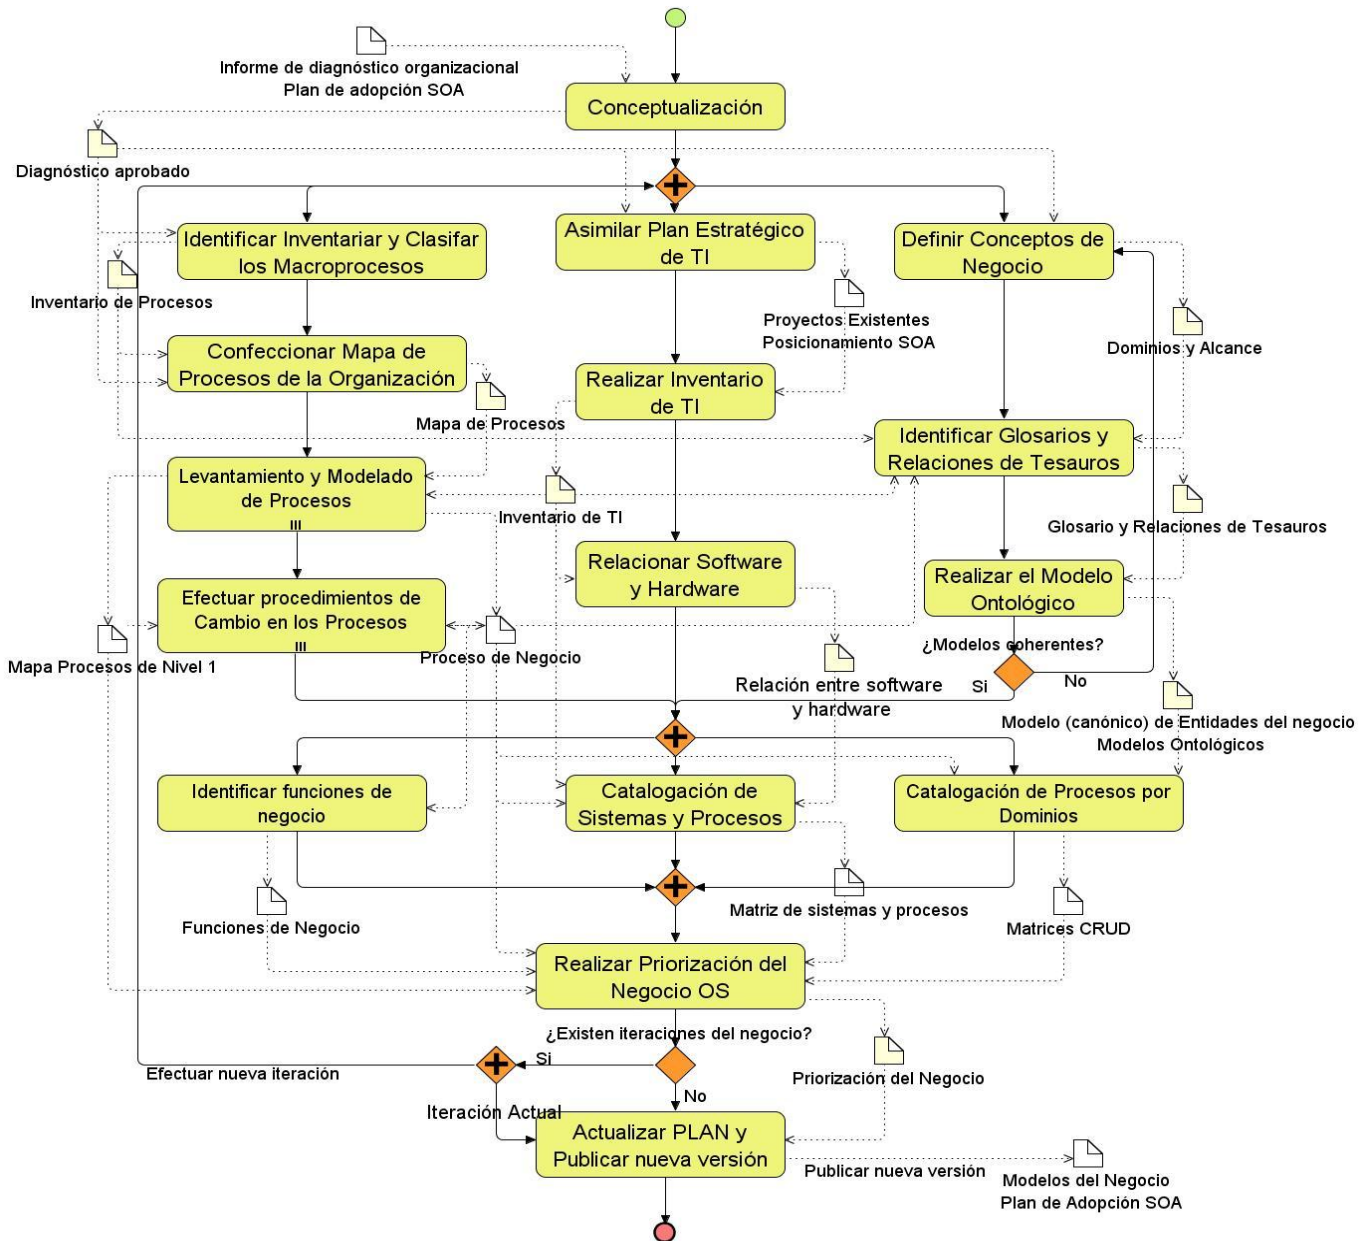 Informe de diagnóstico organizacional
Plan de adopción SOA
Conceptualización
Diagnóstico aprobado
Identificar Inventariar y Clasifar
los Macroprocesos
Asimilar Plan Estratégico
de TI
Definir Conceptos de
Negocio
Inventario de Procesos
Proyectos Existentes
Posicionamiento SOA
Dominios y Alcance
Confeccionar Mapa de
Procesos de la Organización
Realizar Inventario
de TI
Mapa de Procesos
Identificar Glosarios y
Relaciones de Tesauros
Levantamiento y Modelado
de Procesos
Inventario de TI
Glosario y Relaciones de Tesauros
Relacionar Software
y Hardware
Realizar el Modelo
Ontológico
Efectuar procedimientos de
Cambio en los Procesos
Mapa Procesos de Nivel 1
Proceso de Negocio
¿Modelos coherentes?
Si
No
Relación entre software
y hardware
Modelo (canónico) de Entidades del negocio
Modelos Ontológicos
Identificar funciones de
negocio
Catalogación de
Sistemas y Procesos
Catalogación de Procesos por
Dominios
Funciones de Negocio
Matriz de sistemas y procesos
Matrices CRUD
Realizar Priorización del
Negocio OS
¿Existen iteraciones del negocio?
Si
Efectuar nueva iteración
Priorización del Negocio
No
Iteración Actual
Actualizar PLAN y
Publicar nueva versión
Publicar nueva versión
Modelos del Negocio
Plan de Adopción SOA